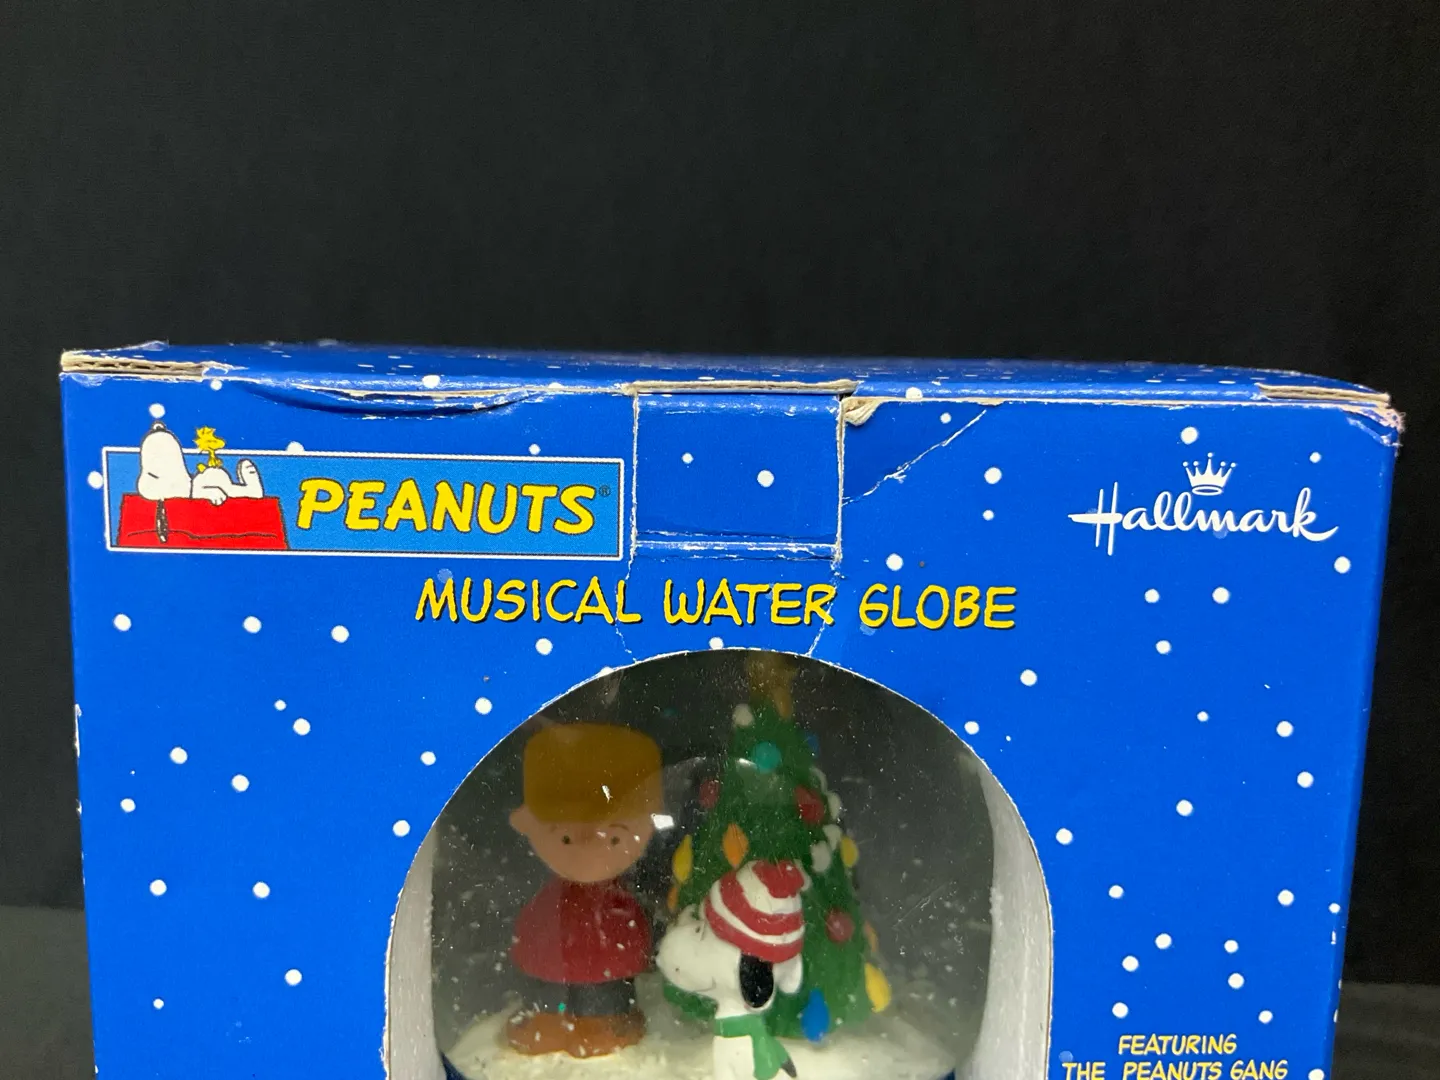 PEANUTS®
Hallmark
MUSICAL WATER GLOBE
FEATURING
THE PEANUTS GANG